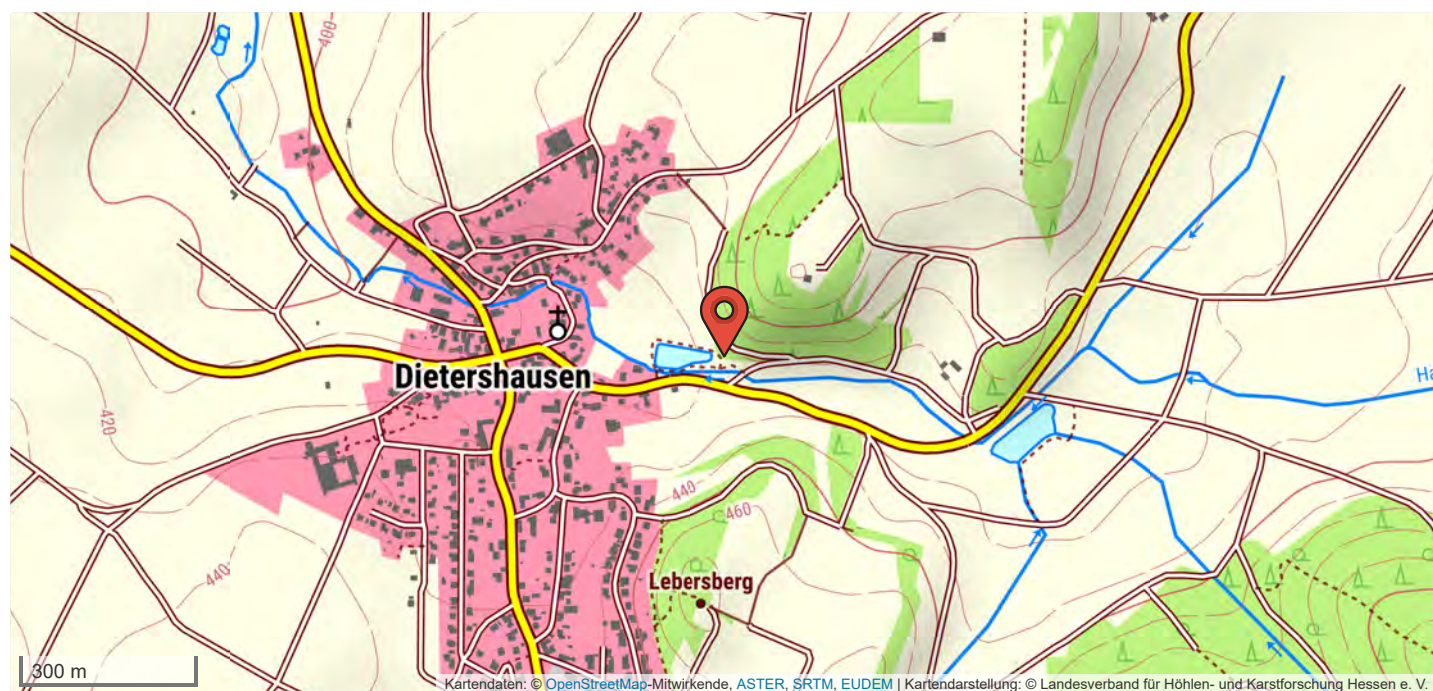 400
Dietershausen
Ha
420
440
460
440
Lebersberg
300 m
Kartendaten: © OpenStreetMap-Mitwirkende, ASTER, SRTM, EUDEM | Kartendarstellung: © Landesverband für Höhlen- und Karstforschung Hessen e. V.